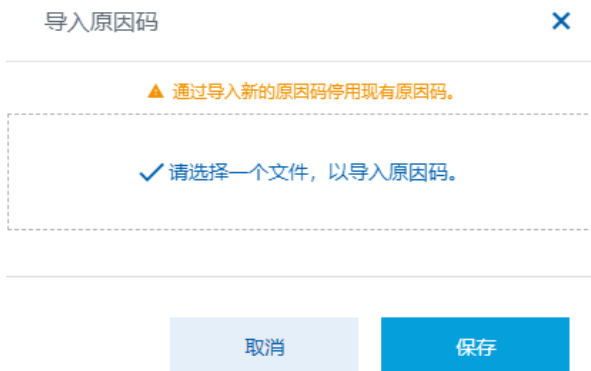 导入原因码
通过导入新的原因码停用现有原因码。
请选择一个文件，以导入原因码。
取消
保存